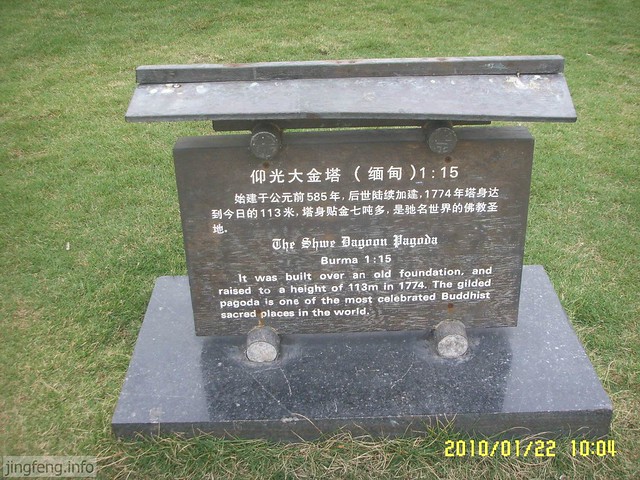 仰光大金塔（缅甸）1：15
始建于公元前585年，后世陆续加建，1774年塔身达
到今日的113米，塔身贴金七吨多，是驰名世界的佛教圣
地。
The Shwe Dagoon Pagoda
Burma 1:15
It was built over an old foundation, and
raised to a height of 113m in 1774. The gilded
pagoda is one of the most celebrated Buddhist
sacred places in the world.
2010/01/22 10:04
jingfeng.info